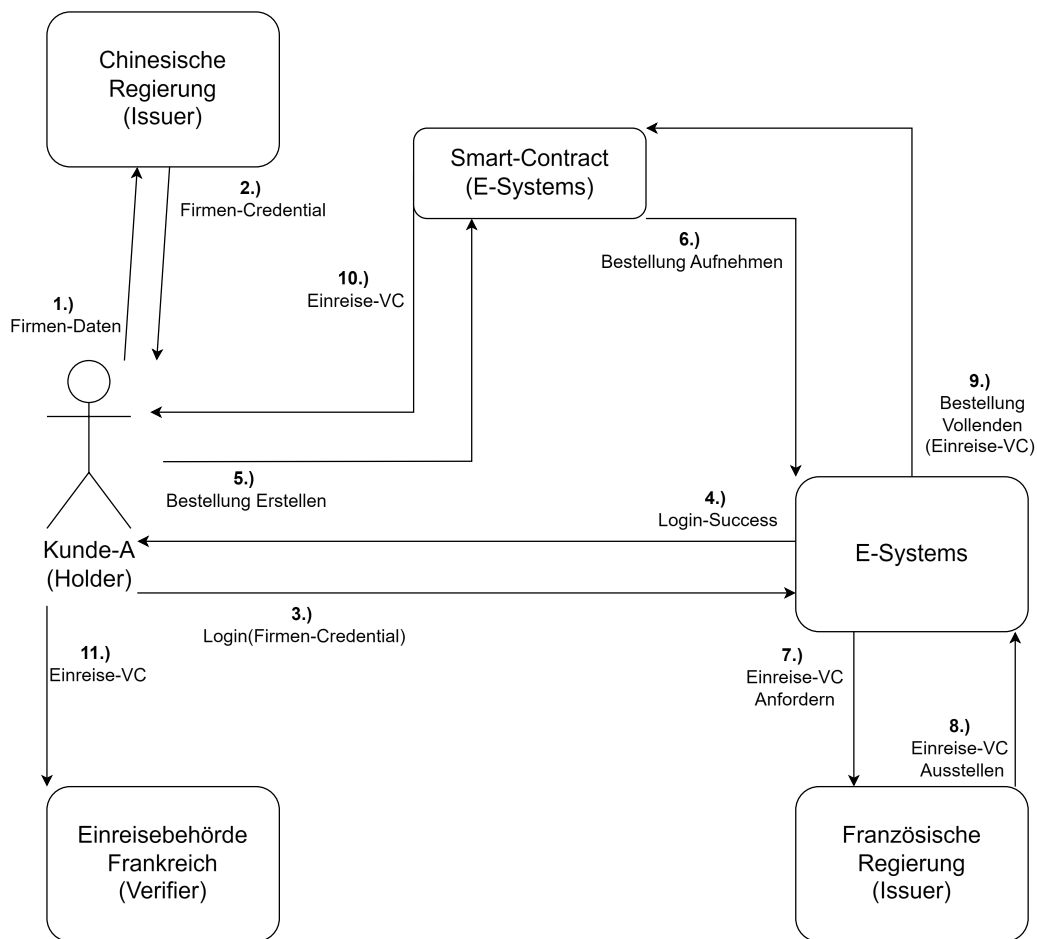 Chinesische
Regierung
(Issuer)
Smart-Contract
(E-Systems)
2.)
Firmen-Credential
6.)
Bestellung Aufnehmen
10.)
Einreise-VC
1.)
Firmen-Daten
9.)
Bestellung
Vollenden
(Einreise-VC)
5.)
Bestellung Erstellen
4.)
Login-Success
Kunde-A
(Holder)
E-Systems
3.)
Login(Firmen-Credential)
11.)
Einreise-VC
7.)
Einreise-VC
Anfordern
8.)
Einreise-VC
Ausstellen
Einreisebehörde
Frankreich
(Verifier)
Französische
Regierung
(Issuer)